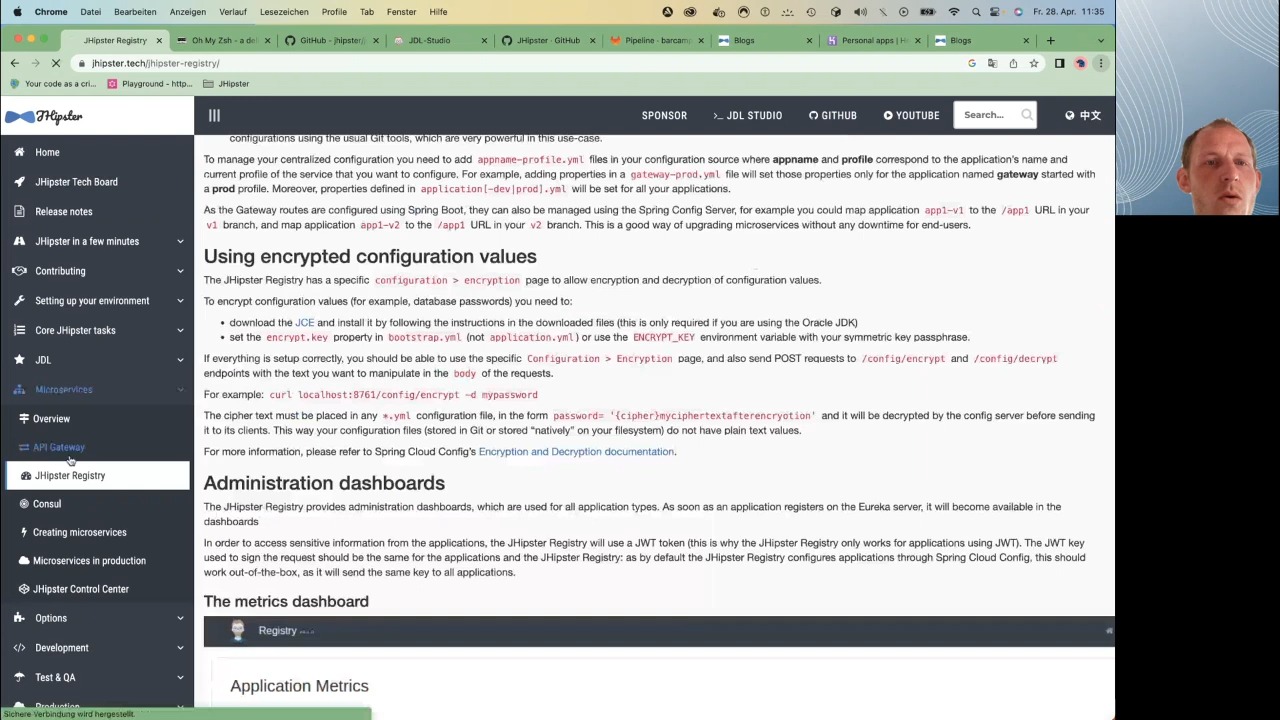 Chrome Datei Bearbeiten Anzeigen Verlauf Lesezeichen Profile Tab Fenster Hilfe Fr. 28. Apr. 11:35
JHipster Registry Oh My Zsh - a del GitHub - jhipster/j JDL-Studio JHipster · GitHub Pipeline · barcamp Blogs Personal apps | He Blogs
jhipster.tech/jhipster-registry/
Your code as a cri... Playground - http... JHipster
JHipster
SPONSOR >_ JDL STUDIO GITHUB YOUTUBE Search... 中文
Home
JHipster Tech Board
Release notes
JHipster in a few minutes
Contributing
Setting up your environment
Core JHipster tasks
JDL
Microservices
Overview
API Gateway
JHipster Registry
Consul
Creating microservices
Microservices in production
JHipster Control Center
Options
Development
Test & QA
Production
configurations using the usual Git tools, which are very powerful in this use-case.
To manage your centralized configuration you need to add appname-profile.yml files in your configuration source where appname and profile correspond to the application's name and
current profile of the service that you want to configure. For example, adding properties in a gateway-prod.yml file will set those properties only for the application named gateway started with
a prod profile. Moreover, properties defined in application[-dev|prod].yml will be set for all your applications.
As the Gateway routes are configured using Spring Boot, they can also be managed using the Spring Config Server, for example you could map application app1-v1 to the /app1 URL in your
v1 branch, and map application app1-v2 to the /app1 URL in your v2 branch. This is a good way of upgrading microservices without any downtime for end-users.
Using encrypted configuration values
The JHipster Registry has a specific configuration > encryption page to allow encryption and decryption of configuration values.
To encrypt configuration values (for example, database passwords) you need to:
• download the JCE and install it by following the instructions in the downloaded files (this is only required if you are using the Oracle JDK)
• set the encrypt.key property in bootstrap.yml (not application.yml) or use the ENCRYPT_KEY environment variable with your symmetric key passphrase.
If everything is setup correctly, you should be able to use the specific Configuration > Encryption page, and also send POST requests to /config/encrypt and /config/decrypt
endpoints with the text you want to manipulate in the body of the requests.
For example: curl localhost:8761/config/encrypt -d mypassword
The cipher text must be placed in any *.yml configuration file, in the form password= '{cipher}myciphertextafterencryotion' and it will be decrypted by the config server before sending
it to its clients. This way your configuration files (stored in Git or stored “natively” on your filesystem) do not have plain text values.
For more information, please refer to Spring Cloud Config's Encryption and Decryption documentation.
Administration dashboards
The JHipster Registry provides administration dashboards, which are used for all application types. As soon as an application registers on the Eureka server, it will become available in the
dashboards
In order to access sensitive information from the applications, the JHipster Registry will use a JWT token (this is why the JHipster Registry only works for applications using JWT). The JWT key
used to sign the request should be the same for the applications and the JHipster Registry: as by default the JHipster Registry configures applications through Spring Cloud Config, this should
work out-of-the-box, as it will send the same key to all applications.
The metrics dashboard
Registry
Application Metrics
Sichere Verbindung wird hergestellt.